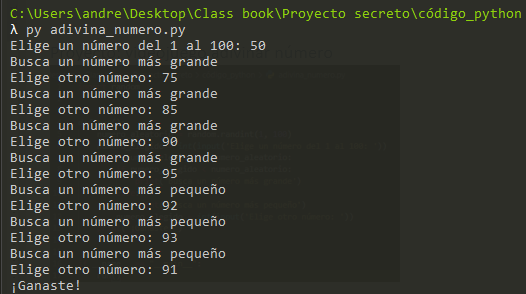 C:\Users\andre\Desktop\Class book\Proyecto secreto\código_python
λ py adivina_numero.py
Elige un número del 1 al 100: 50
Busca un número más grande
Elige otro número: 75
Busca un número más grande
Elige otro número: 85
Busca un número más grande
Elige otro número: 90
Busca un número más grande
Elige otro número: 95
Busca un número más pequeño
Elige otro número: 92
Busca un número más pequeño
Elige otro número: 93
Busca un número más pequeño
Elige otro número: 91
¡Ganaste!